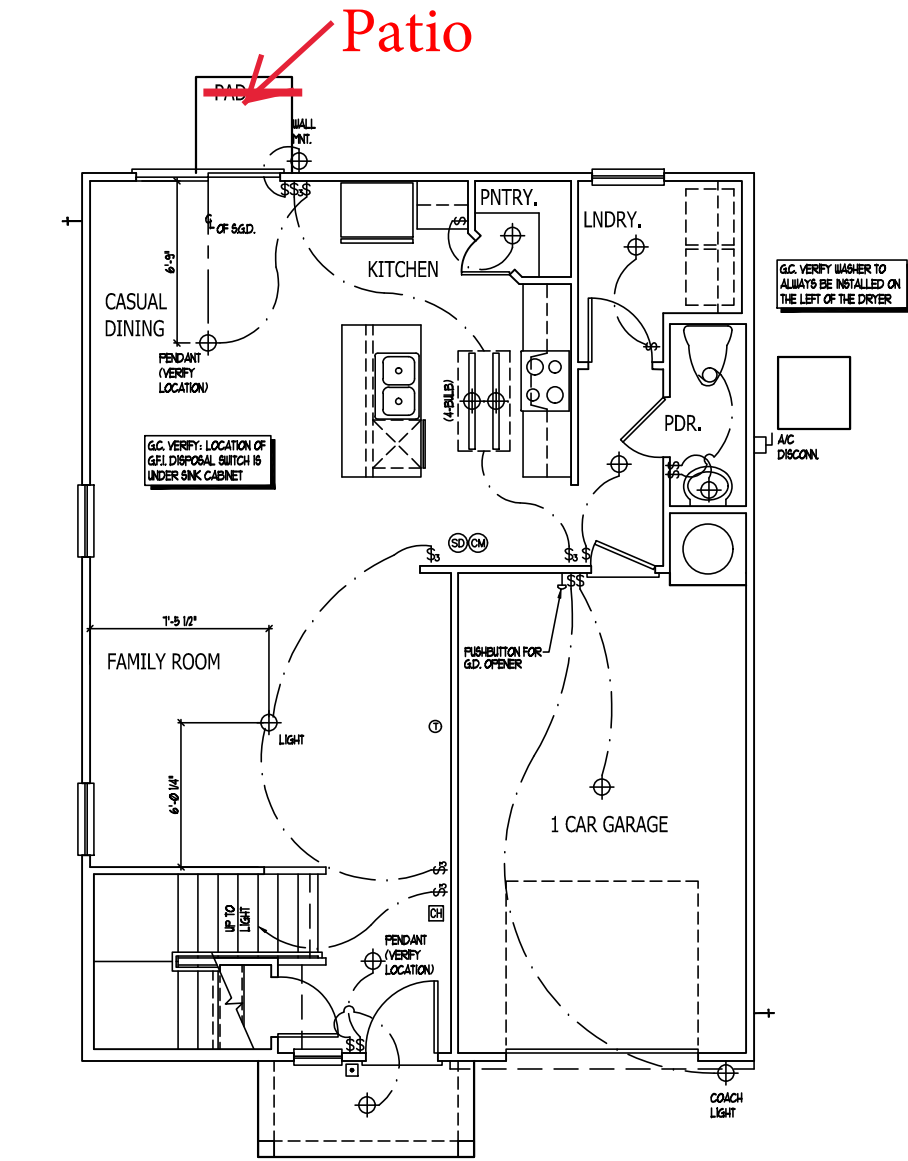 Patio
PAD
WALL
MNT.
PNTRY.
LNDRY.
℄ OF S.G.D.
6'-9"
KITCHEN
CASUAL
DINING
G.C. VERIFY WASHER TO
ALWAYS BE INSTALLED ON
THE LEFT OF THE DRYER
PENDANT
(VERIFY
LOCATION)
(4-BULB)
PDR.
G.C. VERIFY: LOCATION OF
G.F.I. DISPOSAL SWITCH IS
UNDER SINK CABINET
A/C
DISCONN.
SD
CM
$3
$3
$
$$
7'-5 1/2"
FAMILY ROOM
PUSHBUTTON FOR
G.D. OPENER
T
LIGHT
6'-0 1/4"
1 CAR GARAGE
$3
$3
CH
UP TO
LIGHT
PENDANT
(VERIFY
LOCATION)
$$
COACH
LIGHT